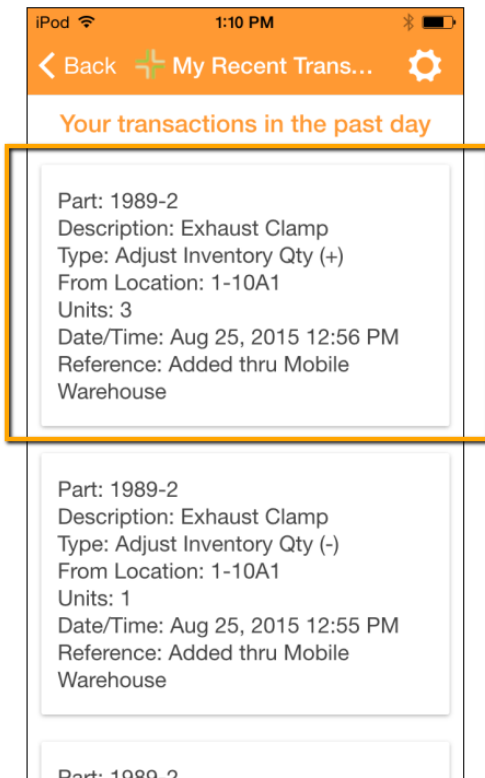 iPod 1:10 PM
Back My Recent Trans...
Your transactions in the past day
Part: 1989-2
Description: Exhaust Clamp
Type: Adjust Inventory Qty (+)
From Location: 1-10A1
Units: 3
Date/Time: Aug 25, 2015 12:56 PM
Reference: Added thru Mobile
Warehouse
Part: 1989-2
Description: Exhaust Clamp
Type: Adjust Inventory Qty (-)
From Location: 1-10A1
Units: 1
Date/Time: Aug 25, 2015 12:55 PM
Reference: Added thru Mobile
Warehouse
Part: 1989-2